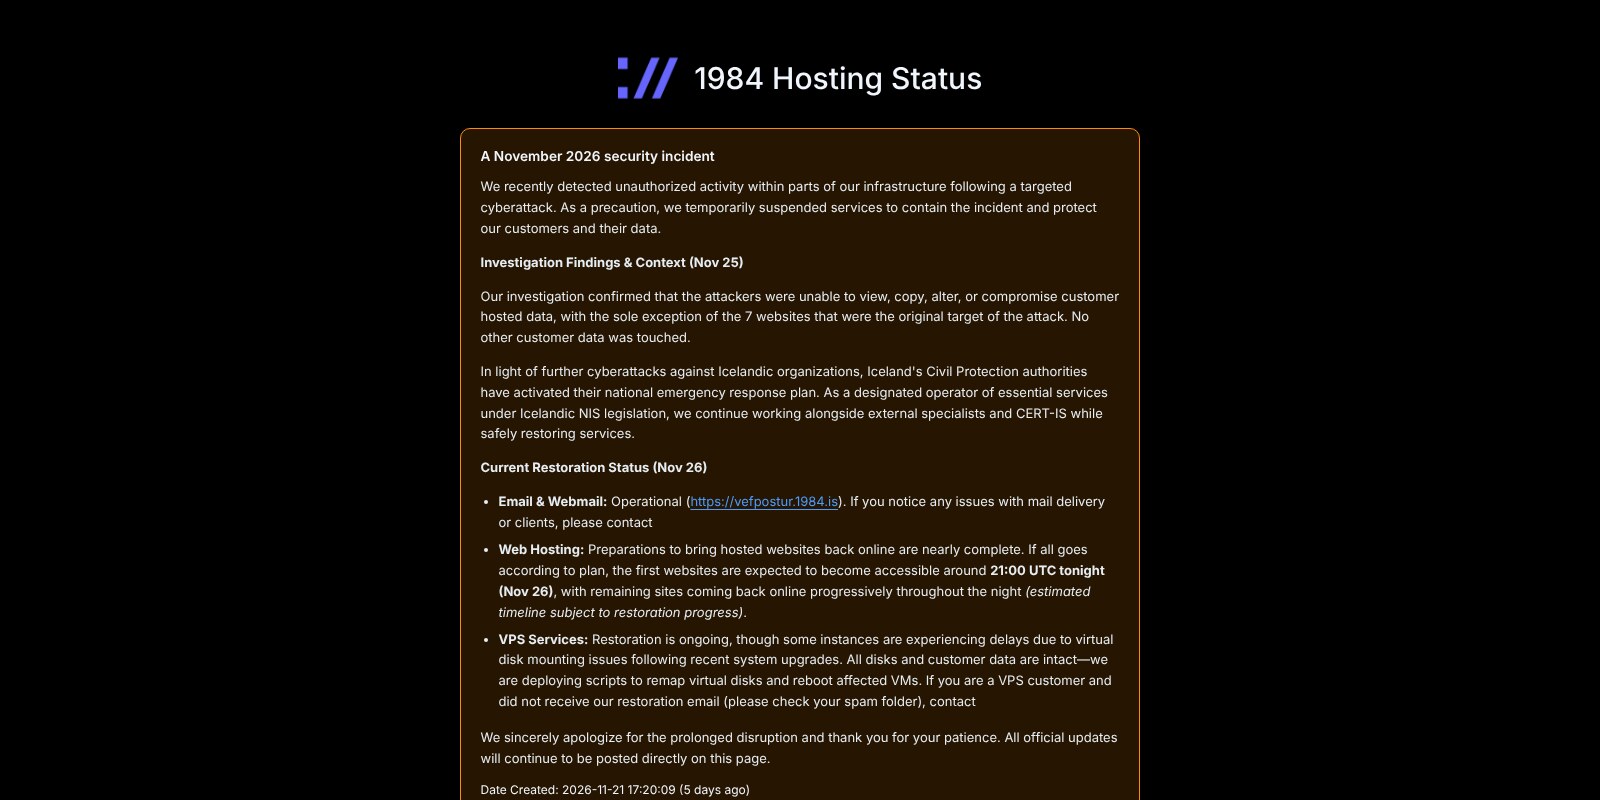 1984 Hosting Status
A November 2026 security incident
We recently detected unauthorized activity within parts of our infrastructure following a targeted
cyberattack. As a precaution, we temporarily suspended services to contain the incident and protect
our customers and their data.
Investigation Findings & Context (Nov 25)
Our investigation confirmed that the attackers were unable to view, copy, alter, or compromise customer
hosted data, with the sole exception of the 7 websites that were the original target of the attack. No
other customer data was touched.
In light of further cyberattacks against Icelandic organizations, Iceland's Civil Protection authorities
have activated their national emergency response plan. As a designated operator of essential services
under Icelandic NIS legislation, we continue working alongside external specialists and CERT-IS while
safely restoring services.
Current Restoration Status (Nov 26)
• Email & Webmail: Operational (https://vefpostur.1984.is). If you notice any issues with mail delivery
or clients, please contact
• Web Hosting: Preparations to bring hosted websites back online are nearly complete. If all goes
according to plan, the first websites are expected to become accessible around 21:00 UTC tonight
(Nov 26), with remaining sites coming back online progressively throughout the night (estimated
timeline subject to restoration progress).
• VPS Services: Restoration is ongoing, though some instances are experiencing delays due to virtual
disk mounting issues following recent system upgrades. All disks and customer data are intact—we
are deploying scripts to remap virtual disks and reboot affected VMs. If you are a VPS customer and
did not receive our restoration email (please check your spam folder), contact
We sincerely apologize for the prolonged disruption and thank you for your patience. All official updates
will continue to be posted directly on this page.
Date Created: 2026-11-21 17:20:09 (5 days ago)